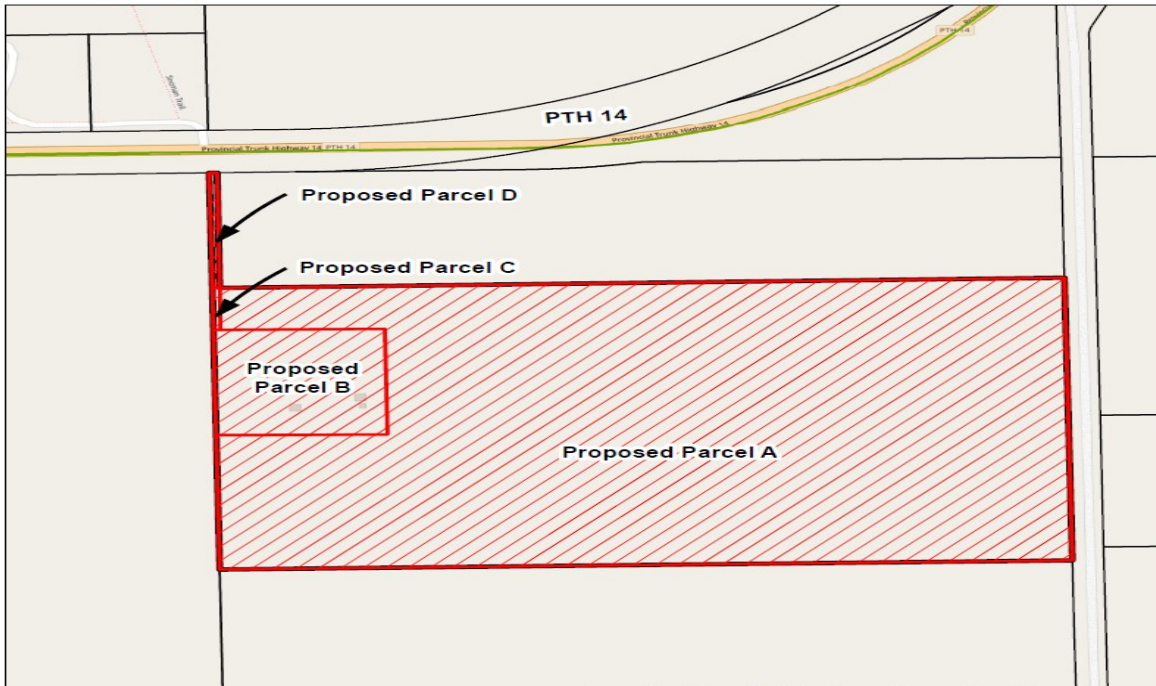 PTH 14
PTH 14
Provincial Trunk Highway 14
Provincial Trunk Highway 14 PTH 14
Proposed Parcel D
Proposed Parcel C
Proposed
Parcel B
Proposed Parcel A